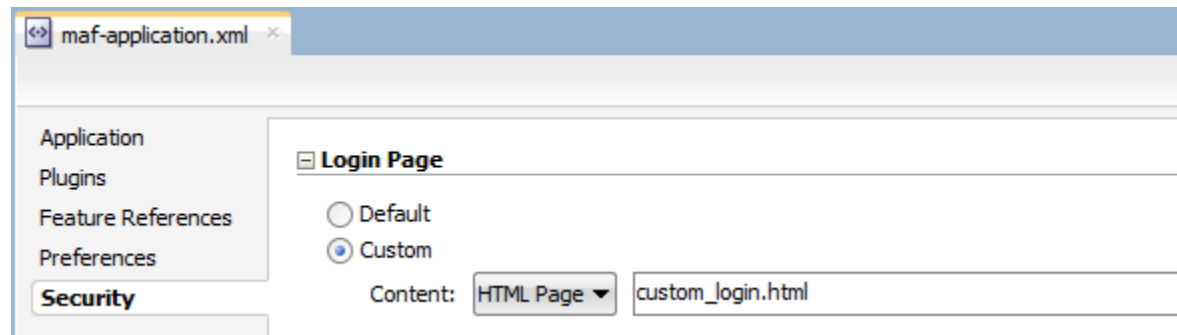 maf-application.xml
Application
Plugins
Feature References
Preferences
Security
Login Page
Default
Custom
Content: HTML Page custom_login.html